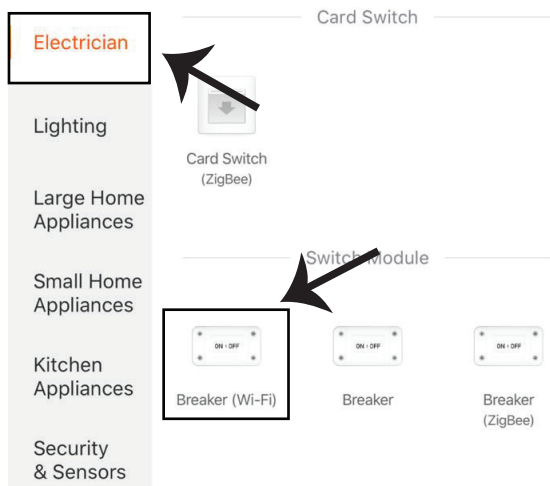 Electrician
Lighting
Large Home
Appliances
Small Home
Appliances
Kitchen
Appliances
Security
& Sensors
Card Switch
Card Switch
(ZigBee)
Switch Module
ON OFF
Breaker (Wi-Fi)
ON OFF
Breaker
ON OFF
Breaker
(ZigBee)